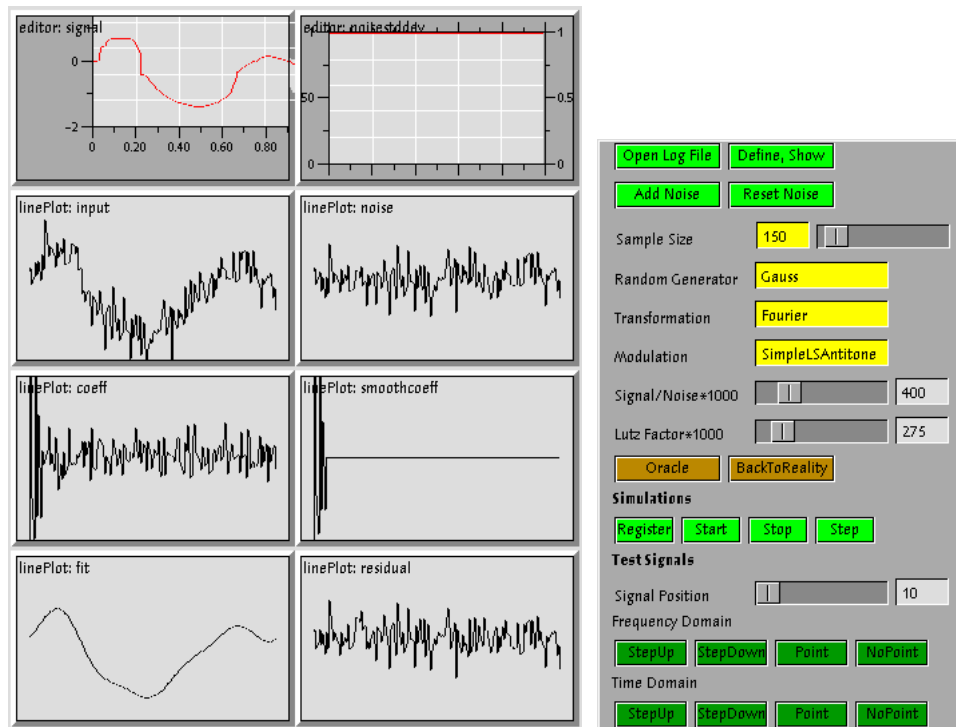 editor: signal
0
-2
0 0.20 0.40 0.60 0.80
editor: noisestddev
1 1
50 0.5
0 0
linePlot: input
linePlot: noise
linePlot: coeff
linePlot: smoothcoeff
linePlot: fit
linePlot: residual
Open Log File Define, Show
Add Noise Reset Noise
Sample Size 150
Random Generator Gauss
Transformation Fourier
Modulation SimpleLSAntitone
Signal/Noise*1000 400
Lutz Factor*1000 275
Oracle BackToReality
Simulations
Register Start Stop Step
Test Signals
Signal Position 10
Frequency Domain
StepUp StepDown Point NoPoint
Time Domain
StepUp StepDown Point NoPoint